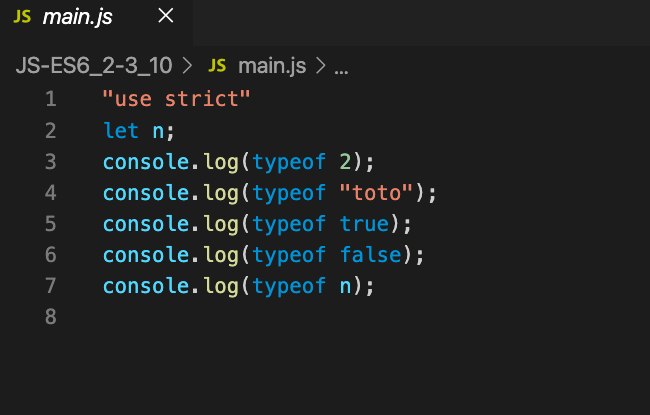 JS main.js ×
JS-ES6_2-3_10 > JS main.js > ...
1 "use strict"
2 let n;
3 console.log(typeof 2);
4 console.log(typeof "toto");
5 console.log(typeof true);
6 console.log(typeof false);
7 console.log(typeof n);
8